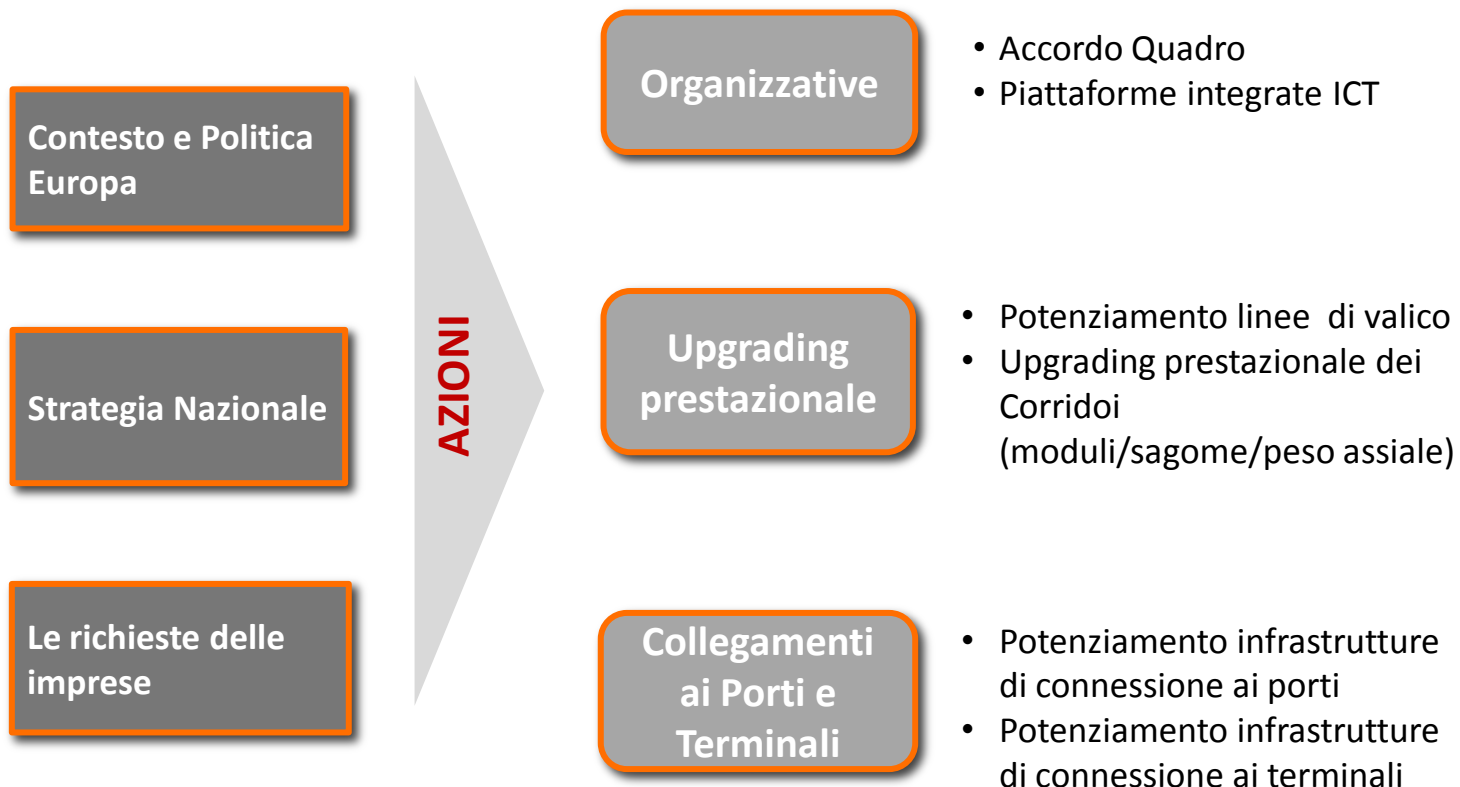 Contesto e Politica
Europa
Strategia Nazionale
Le richieste delle
imprese
AZIONI
Organizzative
• Accordo Quadro
• Piattaforme integrate ICT
Upgrading
prestazionale
• Potenziamento linee di valico
• Upgrading prestazionale dei
Corridoi
(moduli/sagome/peso assiale)
Collegamenti
ai Porti e
Terminali
• Potenziamento infrastrutture
di connessione ai porti
• Potenziamento infrastrutture
di connessione ai terminali